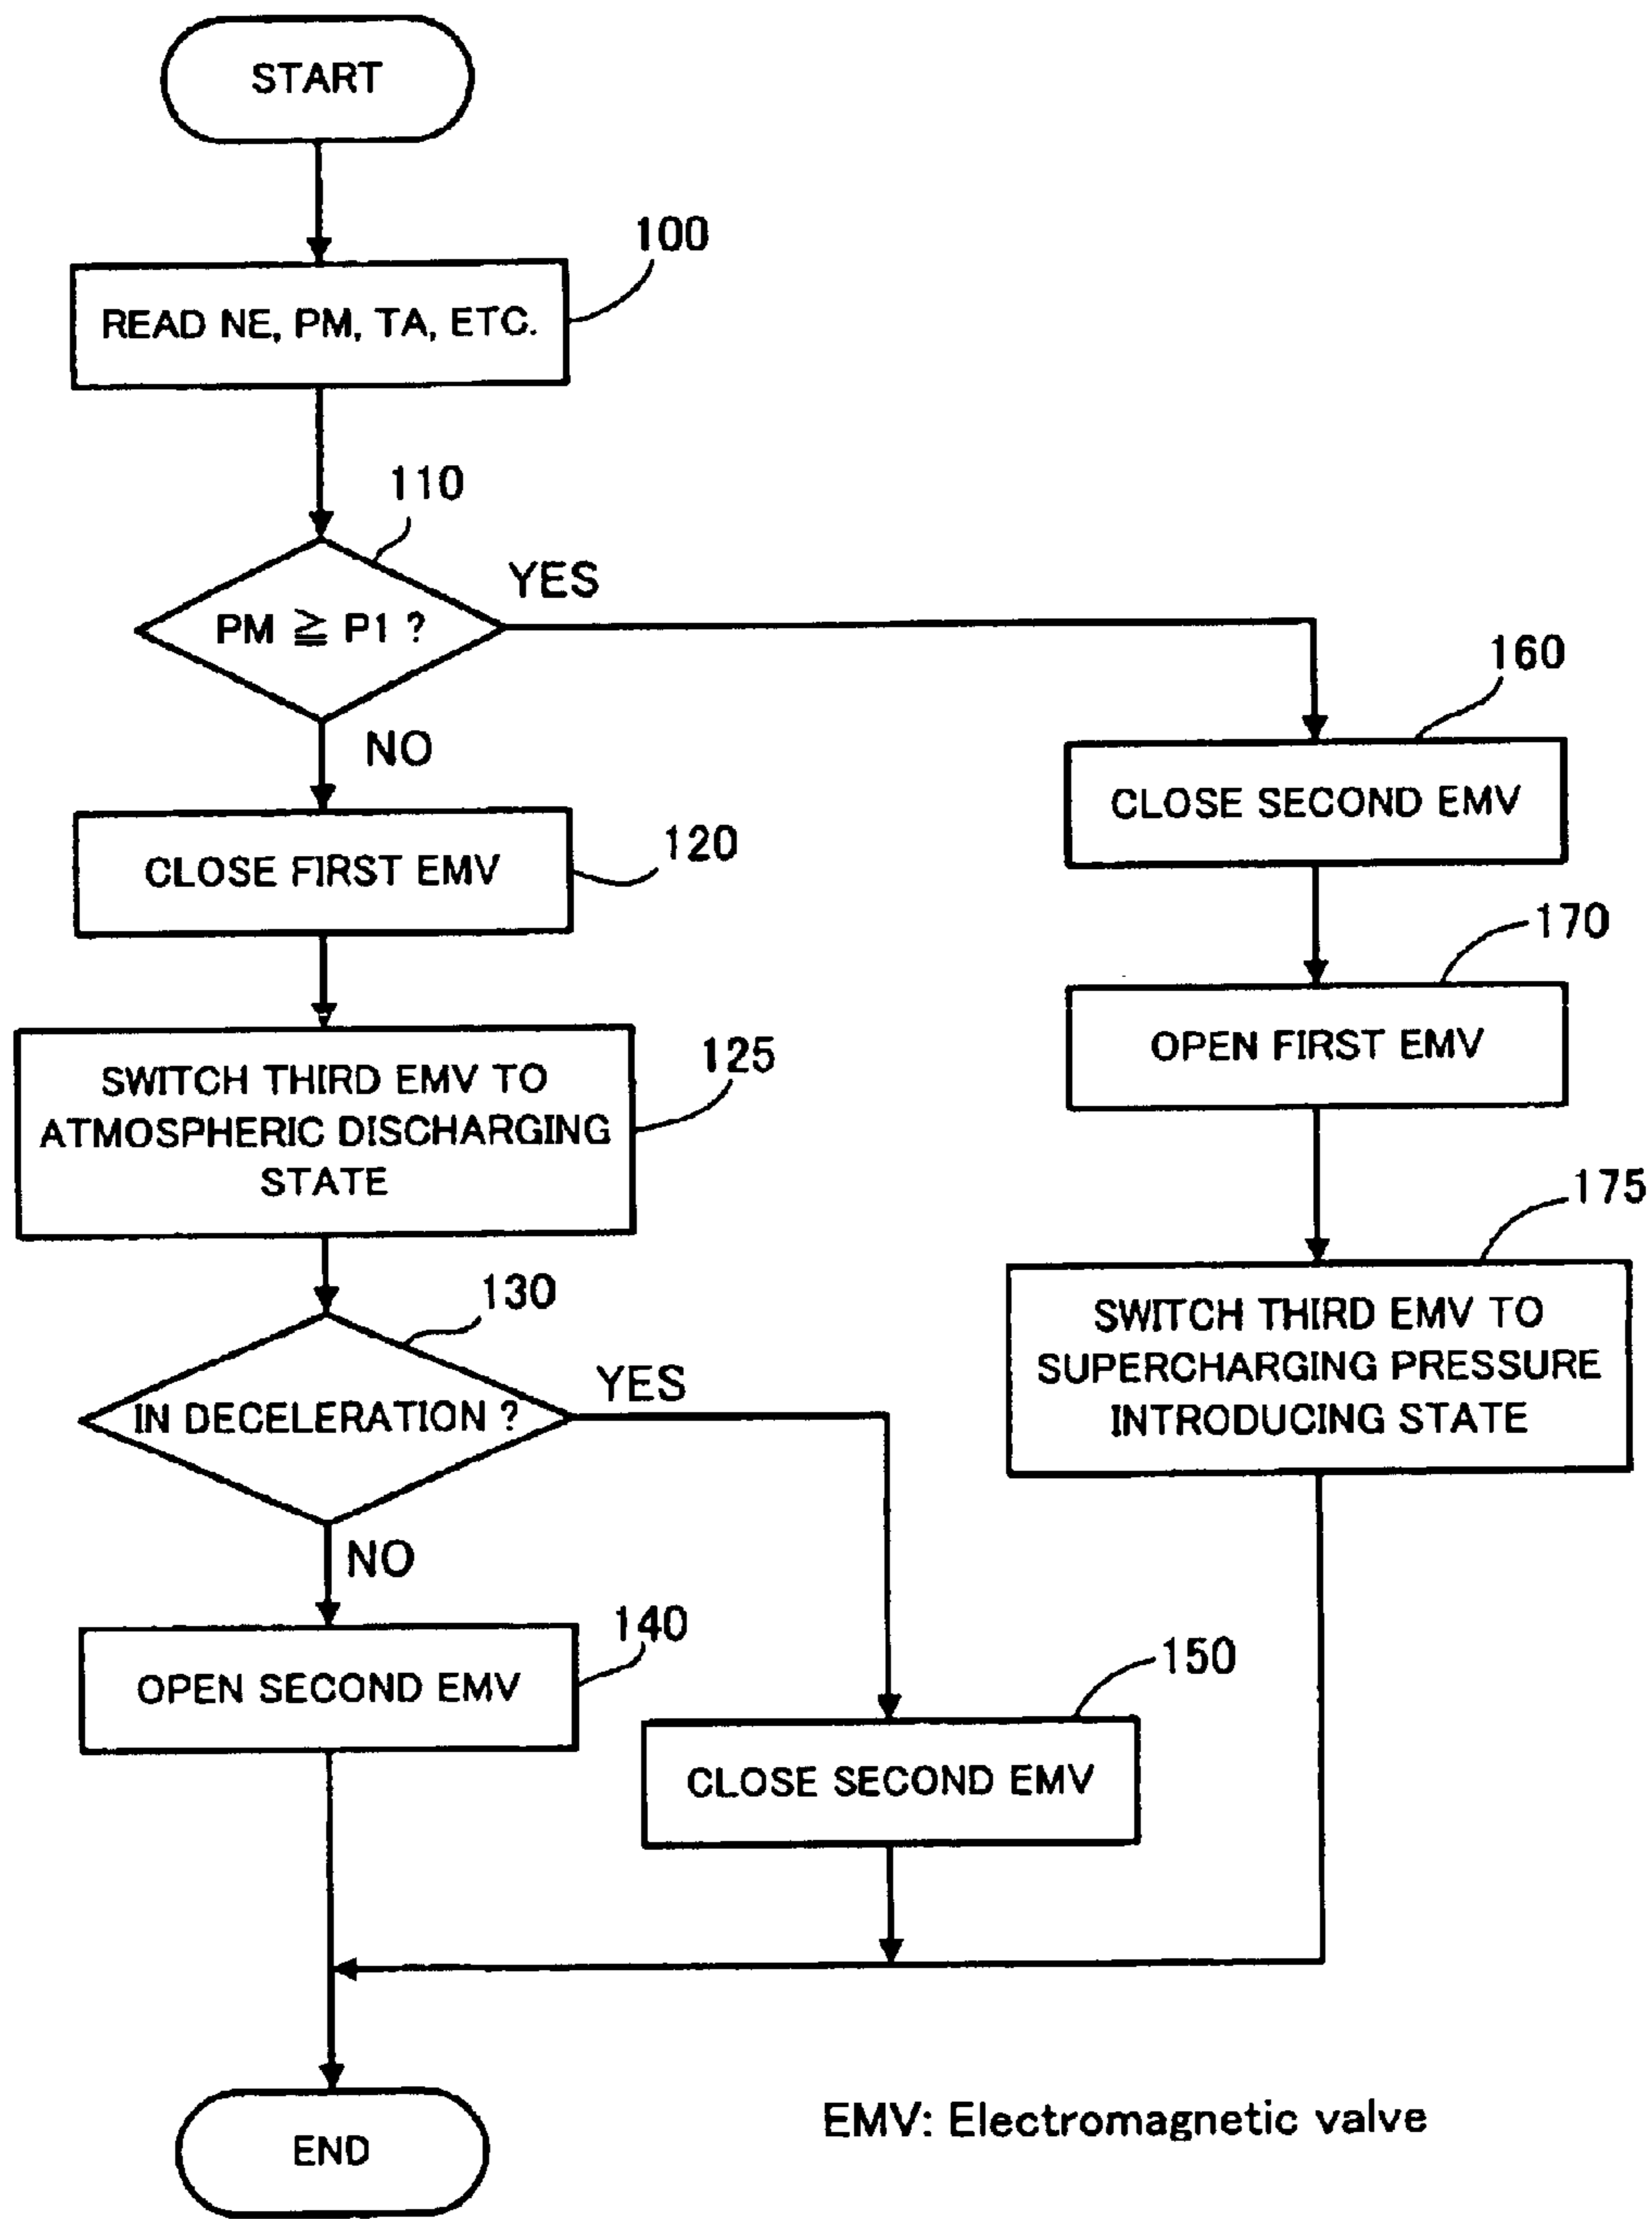 START
100
READ NE, PM, TA, ETC.
110
PM ≧ P1 ?
YES
NO
160
CLOSE SECOND EMV
120
CLOSE FIRST EMV
170
OPEN FIRST EMV
125
SWITCH THIRD EMV TO
ATMOSPHERIC DISCHARGING
STATE
175
SWITCH THIRD EMV TO
SUPERCHARGING PRESSURE
INTRODUCING STATE
130
IN DECELERATION ?
YES
NO
140
OPEN SECOND EMV
150
CLOSE SECOND EMV
END
EMV: Electromagnetic valve